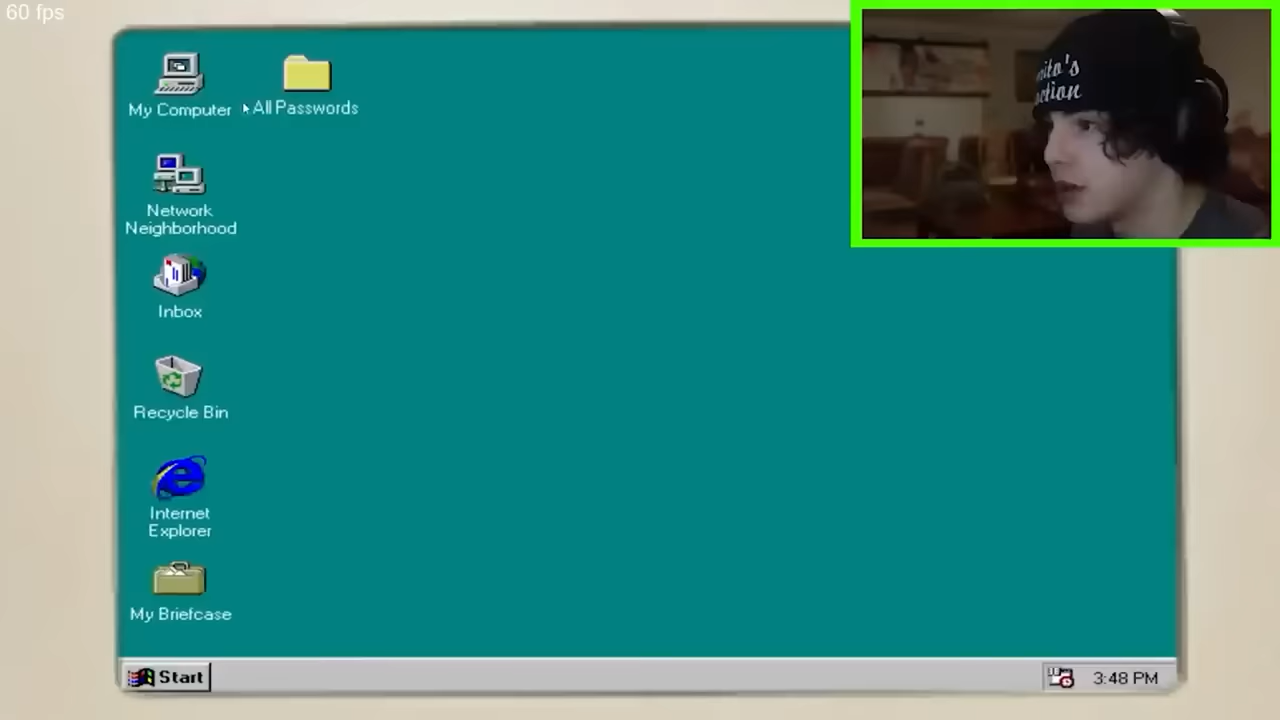 60 fps
My Computer
All Passwords
Network
Neighborhood
Inbox
Recycle Bin
Internet
Explorer
My Briefcase
Start
3:48 PM